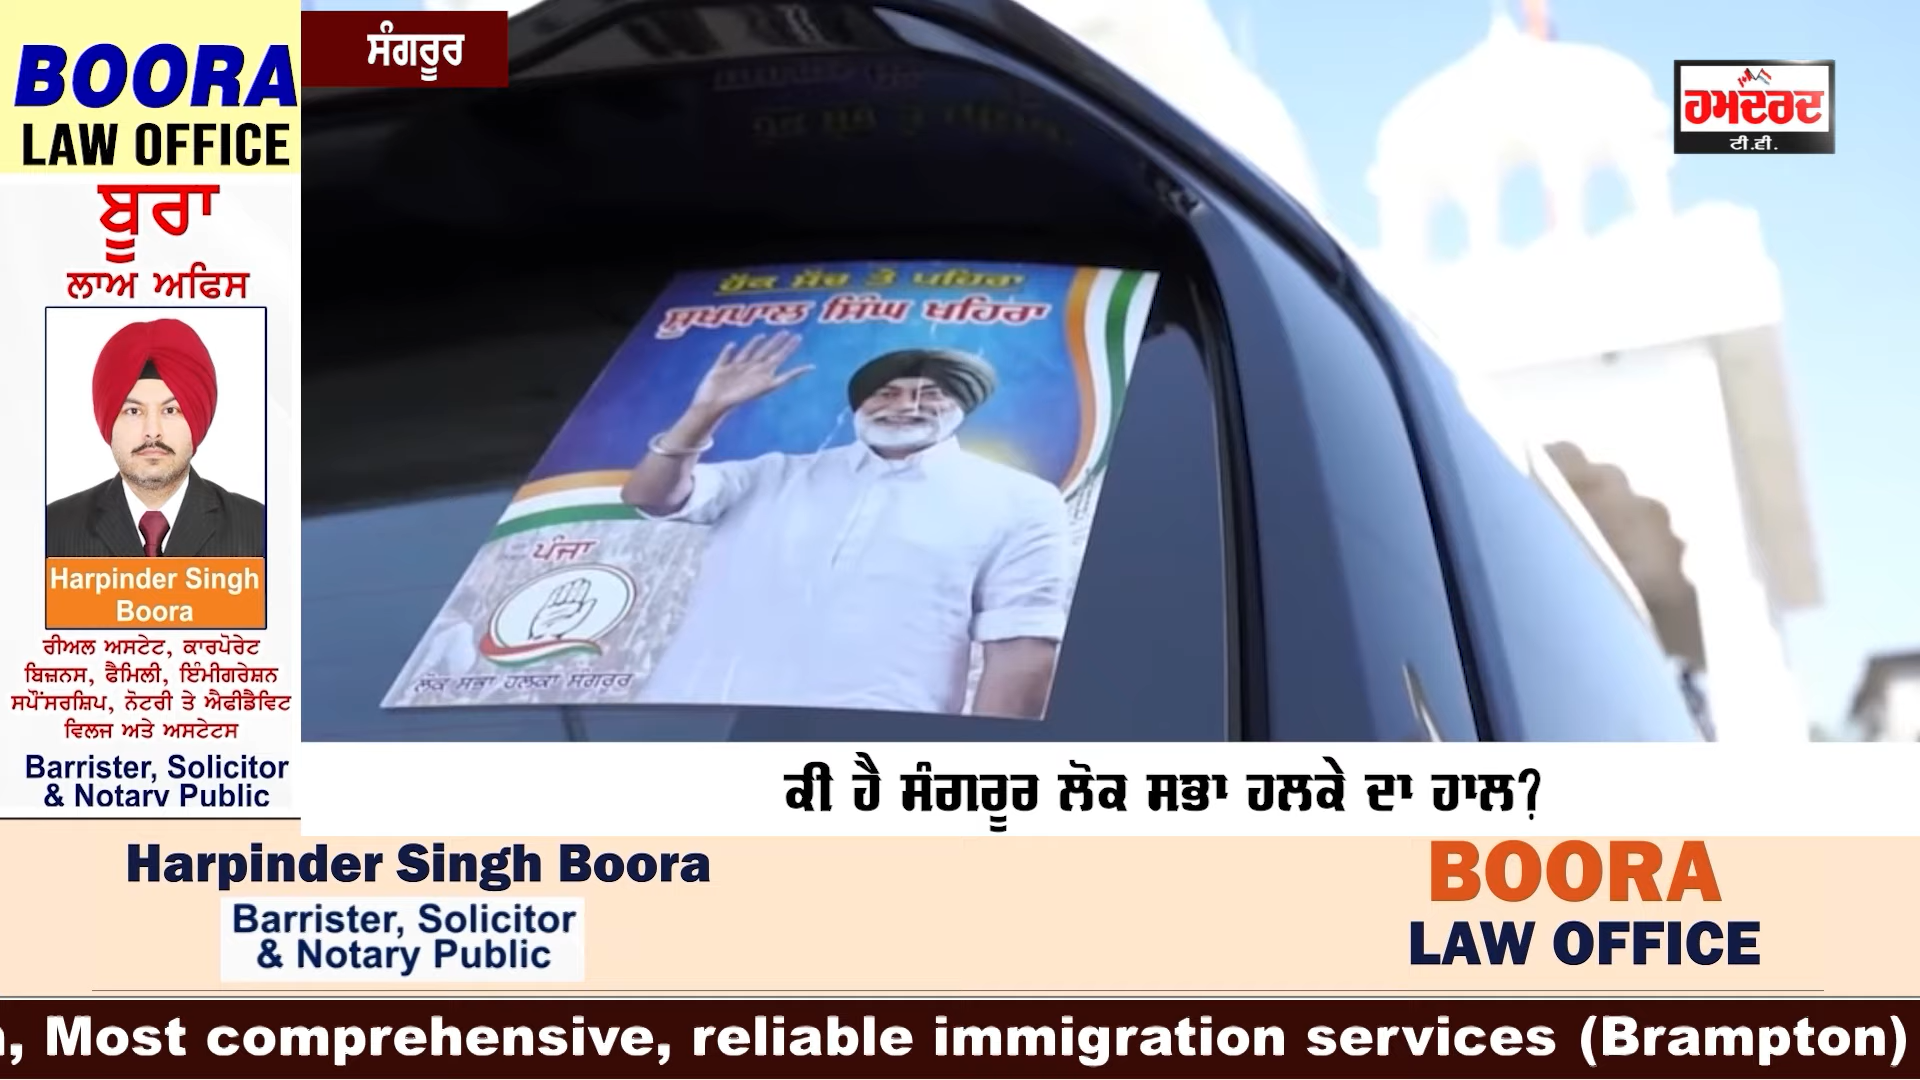 BOORA
LAW OFFICE
ਬੂਰਾ
ਲਾਅ ਅਫਿਸ
Harpinder Singh
Boora
ਰੀਅਲ ਅਸਟੇਟ, ਕਾਰਪੋਰੇਟ
ਬਿਜ਼ਨਸ, ਫੈਮਿਲੀ, ਇੰਮੀਗਰੇਸ਼ਨ
ਸਪੌਂਸਰਸ਼ਿਪ, ਨੋਟਰੀ ਤੇ ਐਫੀਡੈਵਿਟ
ਵਿਲਜ ਅਤੇ ਅਸਟੇਟਸ
Barrister, Solicitor
& Notary Public
ਸੰਗਰੂਰ
ਹਮਦਰਦ
ਟੀ.ਵੀ.
ਹੱਕ ਸੱਚ ਤੇ ਪਹਿਰਾ
ਸੁਖਪਾਲ ਸਿੰਘ ਖਹਿਰਾ
ਪੰਜਾ
ਲੋਕ ਸਭਾ ਹਲਕਾ ਸੰਗਰੂਰ
ਕੀ ਹੈ ਸੰਗਰੂਰ ਲੋਕ ਸਭਾ ਹਲਕੇ ਦਾ ਹਾਲ?
Harpinder Singh Boora
Barrister, Solicitor
& Notary Public
BOORA
LAW OFFICE
, Most comprehensive, reliable immigration services (Brampton)